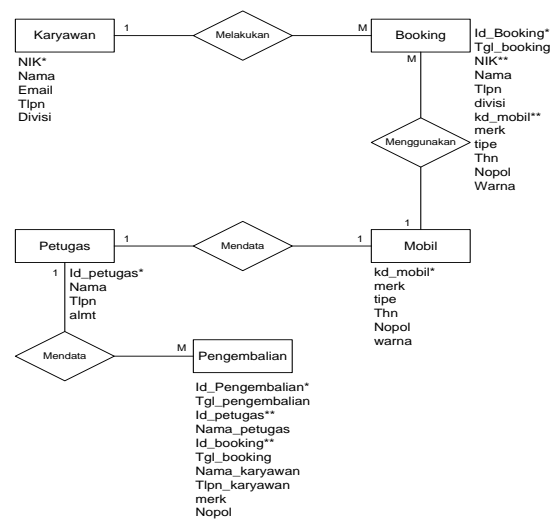 Karyawan
1
Melakukan
M
Booking
NIK*
Nama
Email
Tlpn
Divisi
Id_Booking*
Tgl_booking
NIK**
Nama
Tlpn
divisi
kd_mobil**
merk
tipe
Thn
Nopol
Warna
M
Menggunakan
1
Petugas
1
Mendata
1
Mobil
1
Id_petugas*
Nama
Tlpn
almt
kd_mobil*
merk
tipe
Thn
Nopol
warna
Mendata
M
Pengembalian
Id_Pengembalian*
Tgl_pengembalian
Id_petugas**
Nama_petugas
Id_booking**
Tgl_booking
Nama_karyawan
Tlpn_karyawan
merk
Nopol